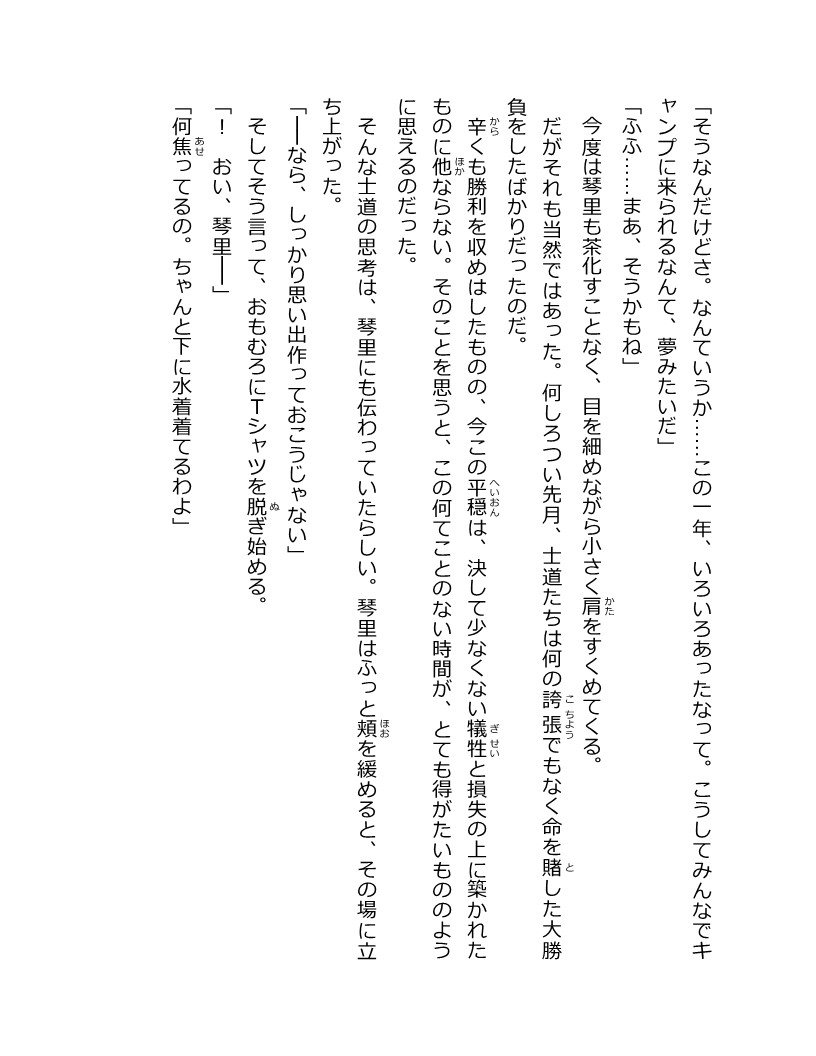 「そうなんだけどさ。なんていうか……この一年、いろいろあったなって。こうしてみんなでキ
ャンプに来られるなんて、夢みたいだ」
「ふふ……まあ、そうかもね」
　今度は琴里も茶化すことなく、目を細めながら小さく肩をすくめてくる。
　だがそれも当然ではあった。何しろつい先月、士道たちは何の誇張でもなく命を賭した大勝
負をしたばかりだったのだ。
　辛くも勝利を収めはしたものの、今この平穏は、決して少なくない犠牲と損失の上に築かれた
ものに他ならない。そのことを思うと、この何てことのない時間が、とても得がたいもののよう
に思えるのだった。
　そんな士道の思考は、琴里にも伝わっていたらしい。琴里はふっと頬を緩めると、その場に立
ち上がった。
「――なら、しっかり思い出作っておこうじゃない」
　そしてそう言って、おもむろにTシャツを脱ぎ始める。
「！　おい、琴里――」
「何焦ってるの。ちゃんと下に水着着てるわよ」